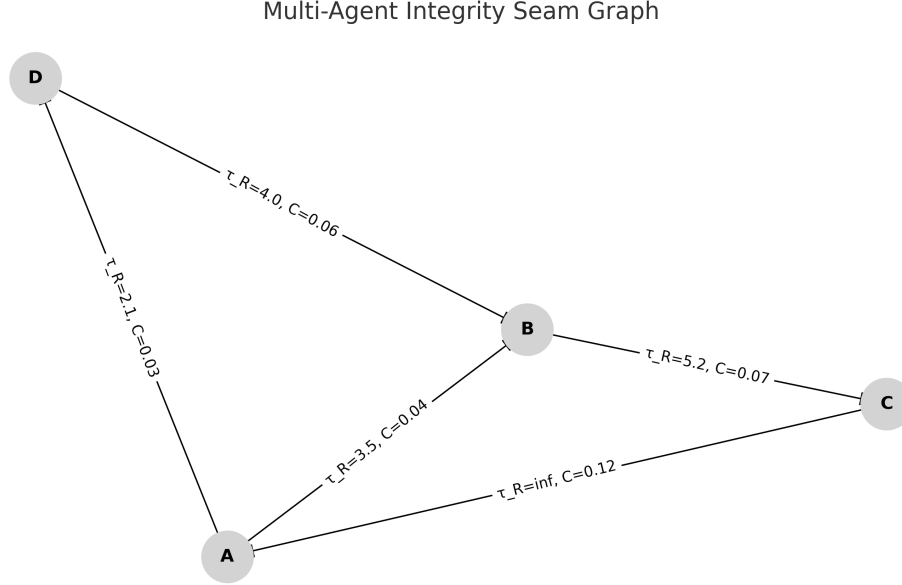 Multi-Agent Integrity Seam Graph
D
τ_R=4.0, C=0.06
τ_R=2.1, C=0.03
B
τ_R=5.2, C=0.07
C
τ_R=3.5, C=0.04
τ_R=inf, C=0.12
A